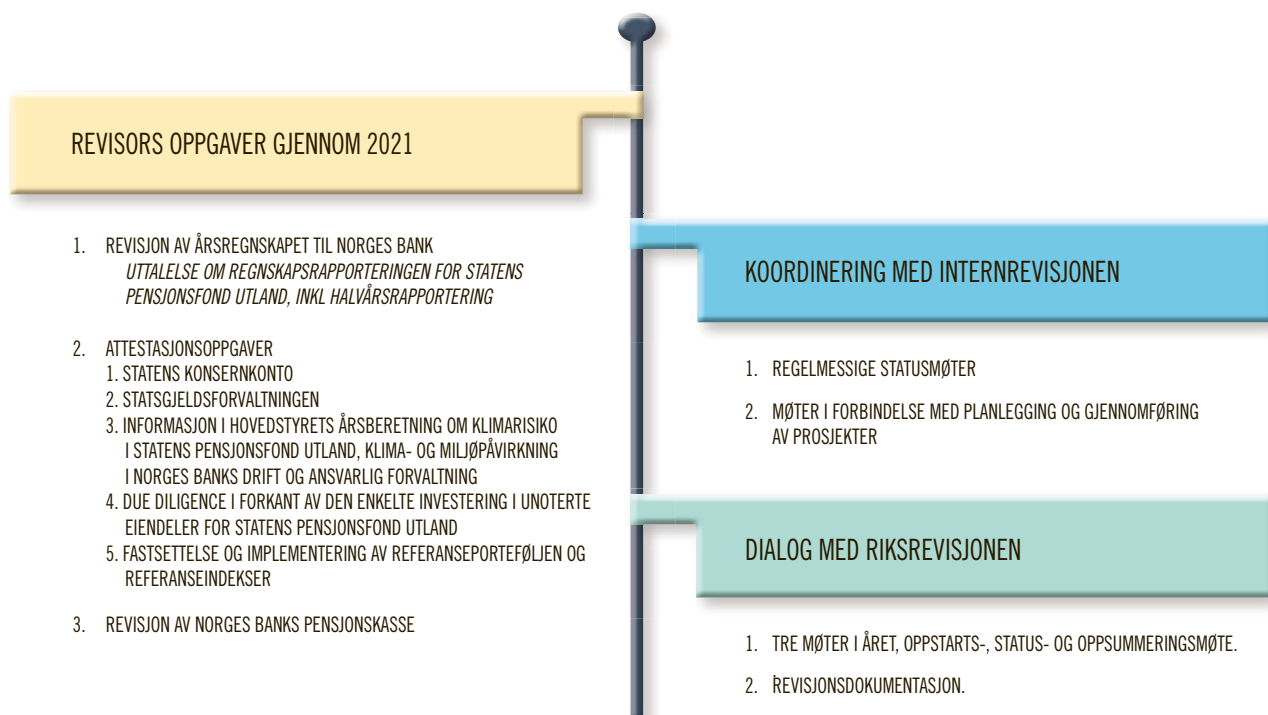 REVISORS OPPGAVER GJENNOM 2021
1. REVISJON AV ÅRSREGNSKAPET TIL NORGES BANK
UTTALELSE OM REGNSKAPSRAPPORTERINGEN FOR STATENS
PENSJONSFOND UTLAND, INKL HALVÅRSRAPPORTERING
2. ATTESTASJONSOPPGAVER
1. STATENS KONSERNKONTO
2. STATSGJELDSFORVALTNINGEN
3. INFORMASJON I HOVEDSTYRETS ÅRSBERETNING OM KLIMARISIKO
I STATENS PENSJONSFOND UTLAND, KLIMA- OG MILJØPÅVIRKNING
I NORGES BANKS DRIFT OG ANSVARLIG FORVALTNING
4. DUE DILIGENCE I FORKANT AV DEN ENKELTE INVESTERING I UNOTERTE
EIENDELER FOR STATENS PENSJONSFOND UTLAND
5. FASTSETTELSE OG IMPLEMENTERING AV REFERANSEPORTEFØLJEN OG
REFERANSEINDEKSER
3. REVISJON AV NORGES BANKS PENSJONSKASSE
KOORDINERING MED INTERNREVISJONEN
1. REGELMESSIGE STATUSMØTER
2. MØTER I FORBINDELSE MED PLANLEGGING OG GJENNOMFØRING
AV PROSJEKTER
DIALOG MED RIKSREVISJONEN
1. TRE MØTER I ÅRET, OPPSTARTS-, STATUS- OG OPPSUMMERINGSMØTE.
2. REVISJONSDOKUMENTASJON.